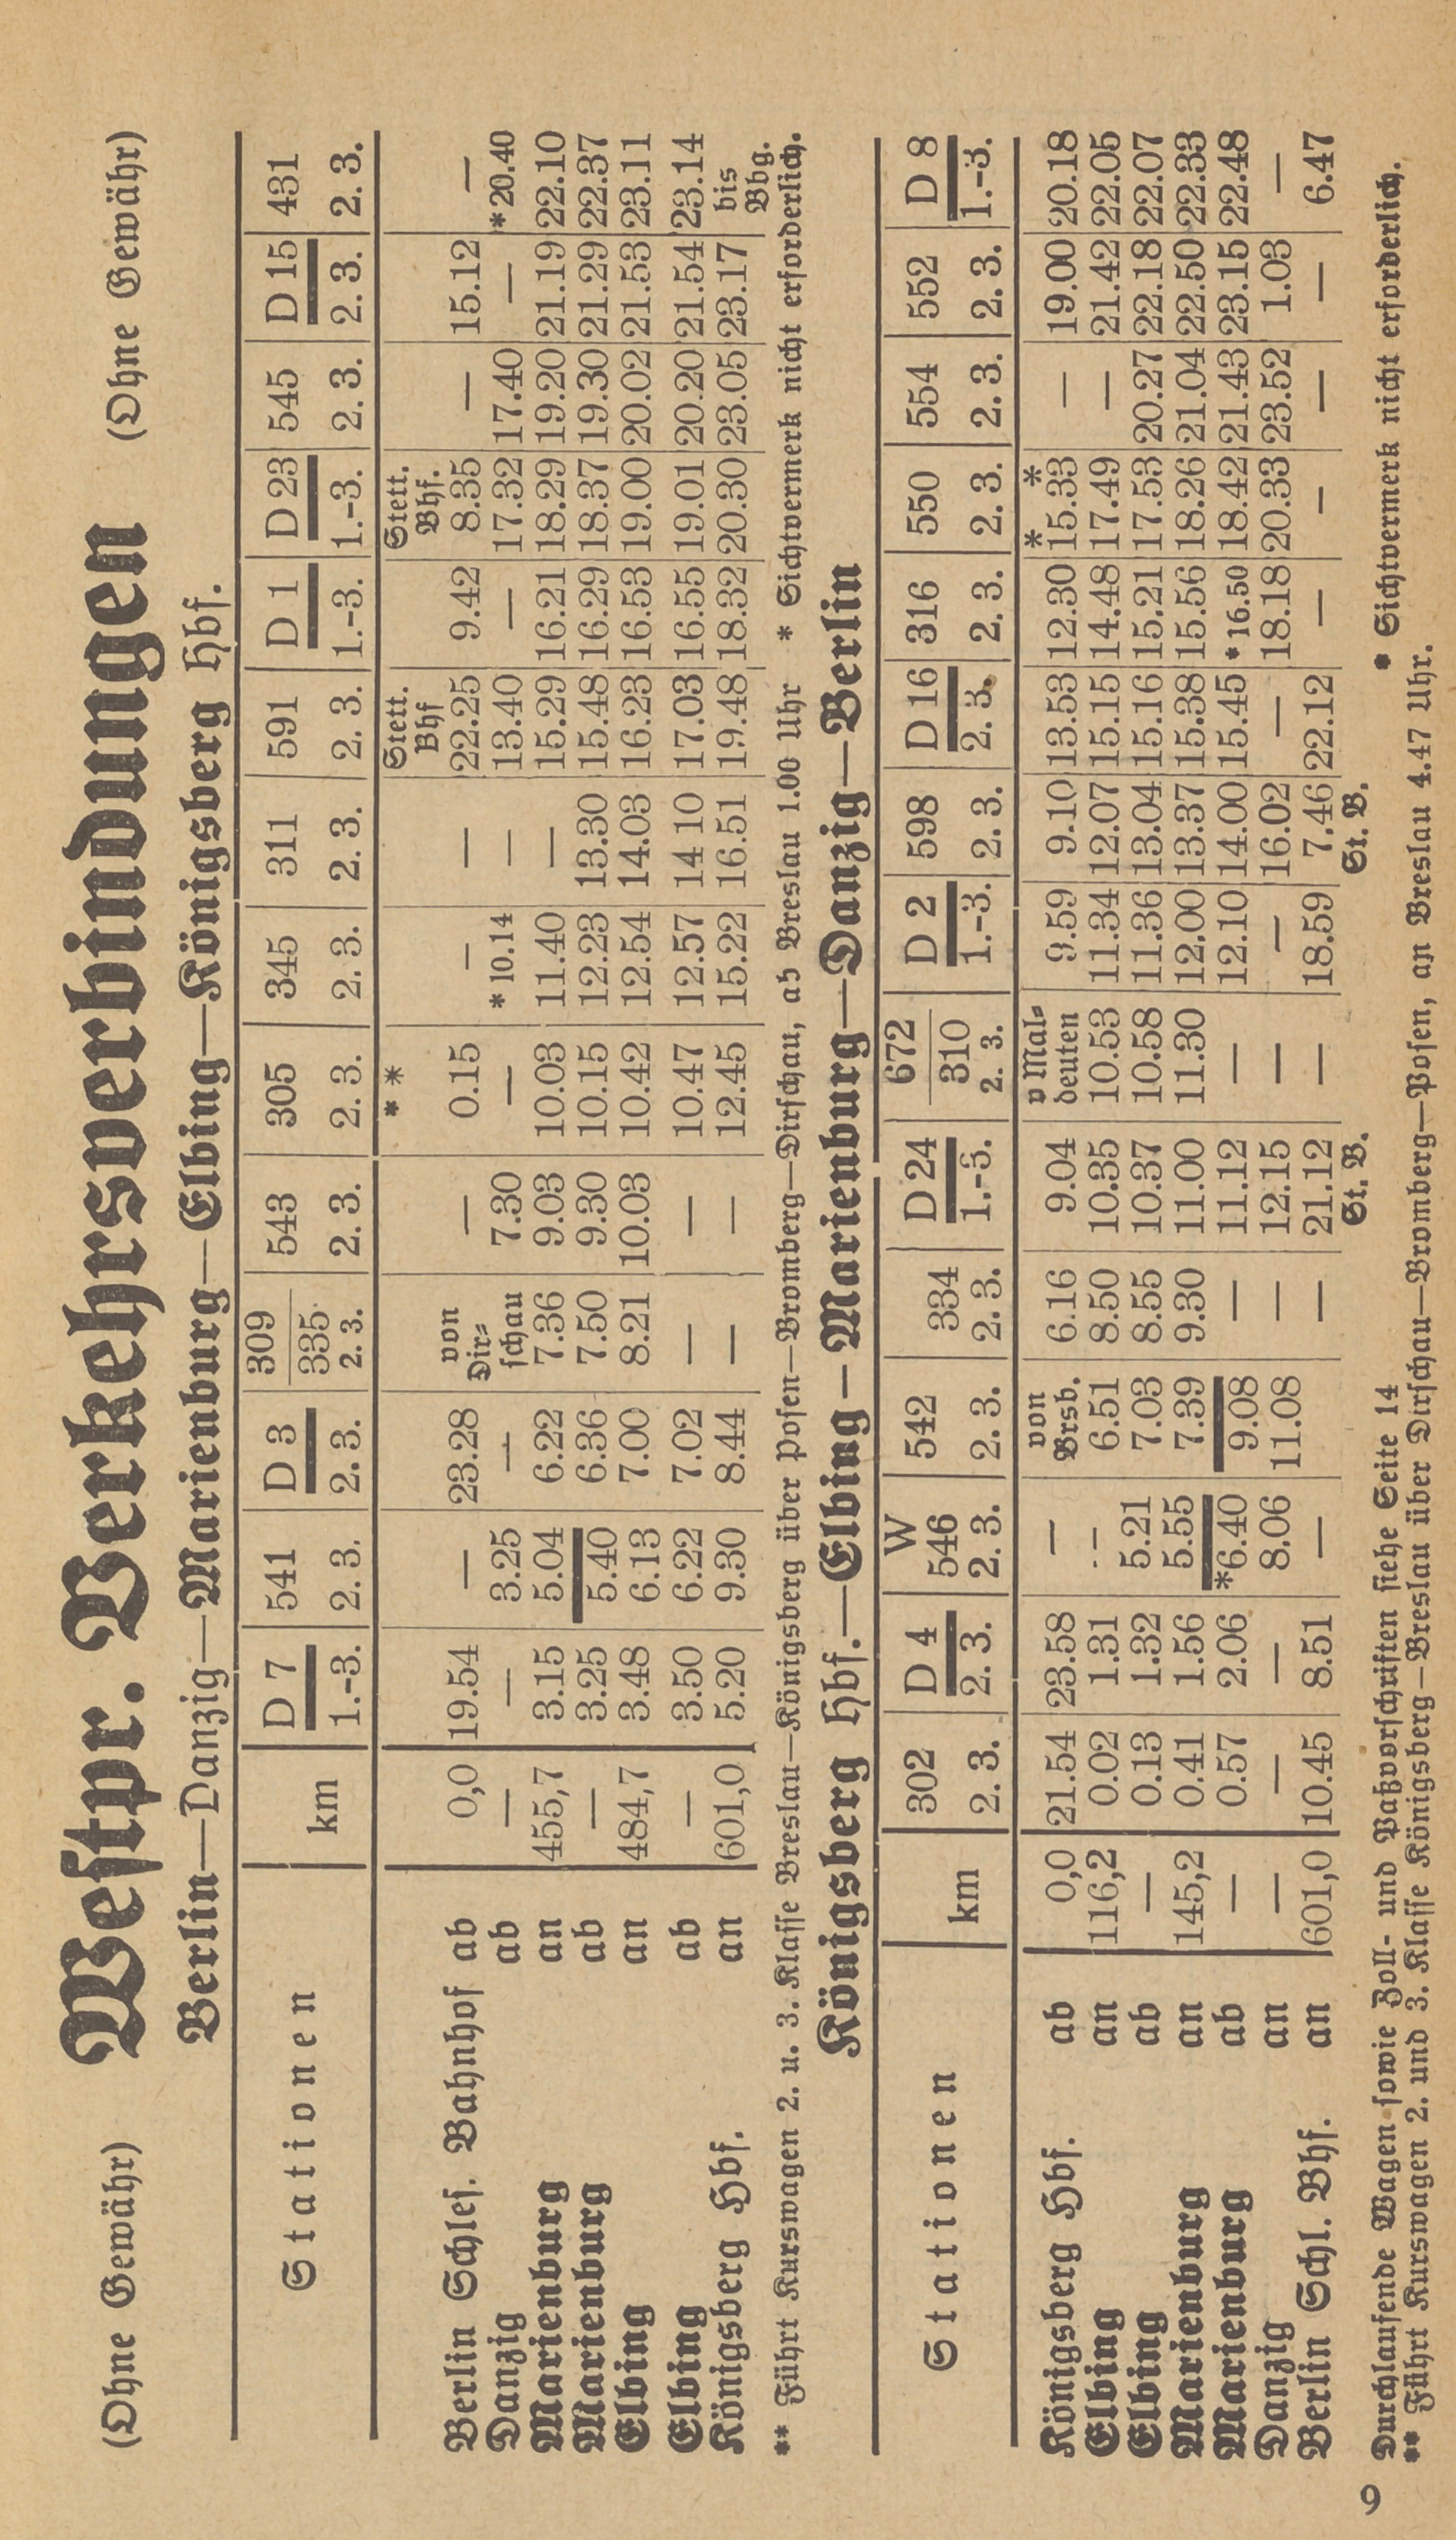 (Ohne Gewähr) Westpr. Verkehrsverbindungen (Ohne Gewähr)
Berlin—Danzig—Marienburg—Elbing—Königsberg Hbf.
Stationen | km | D 7 1.-3. | 541 2. 3. | D 3 2. 3. | 309 335 2. 3. | 543 2. 3. | 305 2. 3. | 345 2. 3. | 311 2. 3. | 591 2. 3. | D 1 1.-3. | D 23 1.-3. | 545 2. 3. | D 15 2. 3. | 431 2. 3.
* * | Stett. Bhf | Stett. Bhf.
Berlin Schles. Bahnhof ab | 0,0 | 19.54 | — | 23.28 | von Dir= | — | 0.15 | — | — | 22.25 | 9.42 | 8.35 | — | 15.12 | —
Danzig ab | — | — | 3.25 | — | schau | 7.30 | — | * 10.14 | — | 13.40 | — | 17.32 | 17.40 | — | * 20.40
Marienburg an | 455,7 | 3.15 | 5.04 | 6.22 | 7.36 | 9.03 | 10.03 | 11.40 | — | 15.29 | 16.21 | 18.29 | 19.20 | 21.19 | 22.10
Marienburg ab | — | 3.25 | 5.40 | 6.36 | 7.50 | 9.30 | 10.15 | 12.23 | 13.30 | 15.48 | 16.29 | 18.37 | 19.30 | 21.29 | 22.37
Elbing an | 484,7 | 3.48 | 6.13 | 7.00 | 8.21 | 10.03 | 10.42 | 12.54 | 14.03 | 16.23 | 16.53 | 19.00 | 20.02 | 21.53 | 23.11
Elbing ab | — | 3.50 | 6.22 | 7.02 | — | — | 10.47 | 12.57 | 14 10 | 17.03 | 16.55 | 19.01 | 20.20 | 21.54 | 23.14
Königsberg Hbf. an | 601,0 | 5.20 | 9.30 | 8.44 | — | — | 12.45 | 15.22 | 16.51 | 19.48 | 18.32 | 20.30 | 23.05 | 23.17 | bis Bbg.
** Führt Kurswagen 2. u. 3. Klasse Breslau—Königsberg über Posen—Bromberg—Dirschau, ab Breslau 1.00 Uhr * Sichtvermerk nicht erforderlich.
Königsberg Hbf.—Elbing—Marienburg—Danzig—Berlin
Stationen | km | 302 2. 3. | D 4 2. 3. | W 546 2. 3. | 542 2. 3. | 334 2. 3. | D 24 1.-3. | 672 310 2. 3. | D 2 1.-3. | 598 2. 3. | D 16 2. 3. | 316 2. 3. | 550 2. 3. | 554 2. 3. | 552 2. 3. | D 8 1.-3.
Königsberg Hbf. ab | 0,0 | 21.54 | 23.58 | — | von Brsb. | 6.16 | 9.04 | v Mal= deuten | 9.59 | 9.10 | 13.53 | 12.30 | * * 15.33 | — | 19.00 | 20.18
Elbing an | 116,2 | 0.02 | 1.31 | — | 6.51 | 8.50 | 10.35 | 10.53 | 11.34 | 12.07 | 15.15 | 14.48 | 17.49 | — | 21.42 | 22.05
Elbing ab | — | 0.13 | 1.32 | 5.21 | 7.03 | 8.55 | 10.37 | 10.58 | 11.36 | 13.04 | 15.16 | 15.21 | 17.53 | 20.27 | 22.18 | 22.07
Marienburg an | 145,2 | 0.41 | 1.56 | 5.55 | 7.39 | 9.30 | 11.00 | 11.30 | 12.00 | 13.37 | 15.38 | 15.56 | 18.26 | 21.04 | 22.50 | 22.33
Marienburg ab | — | 0.57 | 2.06 | *6.40 | 9.08 | — | 11.12 | — | 12.10 | 14.00 | 15.45 | * 16.50 | 18.42 | 21.43 | 23.15 | 22.48
Danzig an | — | — | — | 8.06 | 11.08 | — | 12.15 | — | — | 16.02 | — | 18.18 | 20.33 | 23.52 | 1.03 | —
Berlin Schl. Bhf. an | 601,0 | 10.45 | 8.51 | — | | — | 21.12 | — | 18.59 | 7.46 | 22.12 | — | — | — | — | 6.47
St. B. | St. B.
Durchlaufende Wagen sowie Zoll- und Paßvorschriften siehe Seite 14 * Sichtvermerk nicht erforderlich.
** Führt Kurswagen 2. und 3. Klasse Königsberg—Breslau über Dirschau—Bromberg—Posen, an Breslau 4.47 Uhr.
9